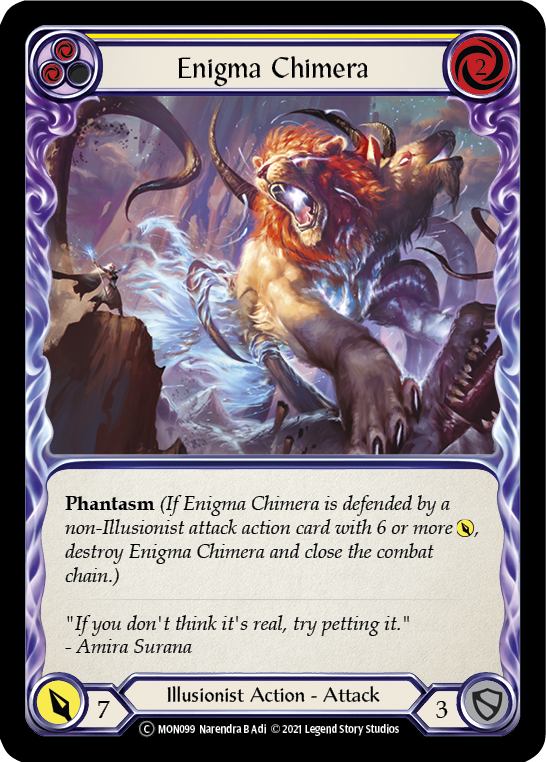 Enigma Chimera
2
Phantasm (If Enigma Chimera is defended by a
non-Illusionist attack action card with 6 or more ,
destroy Enigma Chimera and close the combat
chain.)
"If you don't think it's real, try petting it."
- Amira Surana
7
Illusionist Action - Attack
3
C MON099 Narendra B Adi © 2021 Legend Story Studios